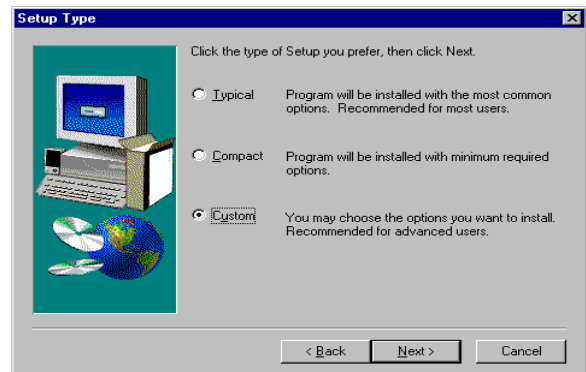 Setup Type
Click the type of Setup you prefer, then click Next.
Typical Program will be installed with the most common
options. Recommended for most users.
Compact Program will be installed with minimum required
options.
Custom You may choose the options you want to install.
Recommended for advanced users.
< Back Next > Cancel